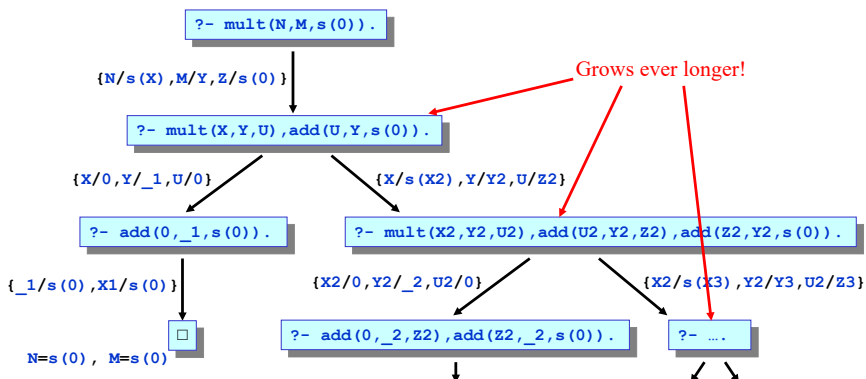 ?- mult(N,M,s(0)).
Grows ever longer!
{N/s(X),M/Y,Z/s(0)}
?- mult(X,Y,U),add(U,Y,s(0)).
{X/0,Y/_1,U/0}
{X/s(X2),Y/Y2,U/Z2}
?- add(0,_1,s(0)).
?- mult(X2,Y2,U2),add(U2,Y2,Z2),add(Z2,Y2,s(0)).
{_1/s(0),X1/s(0)}
{X2/0,Y2/_2,U2/0}
{X2/s(X3),Y2/Y3,U2/Z3}
□
?- add(0,_2,Z2),add(Z2,_2,s(0)).
?- ….
N=s(0), M=s(0)